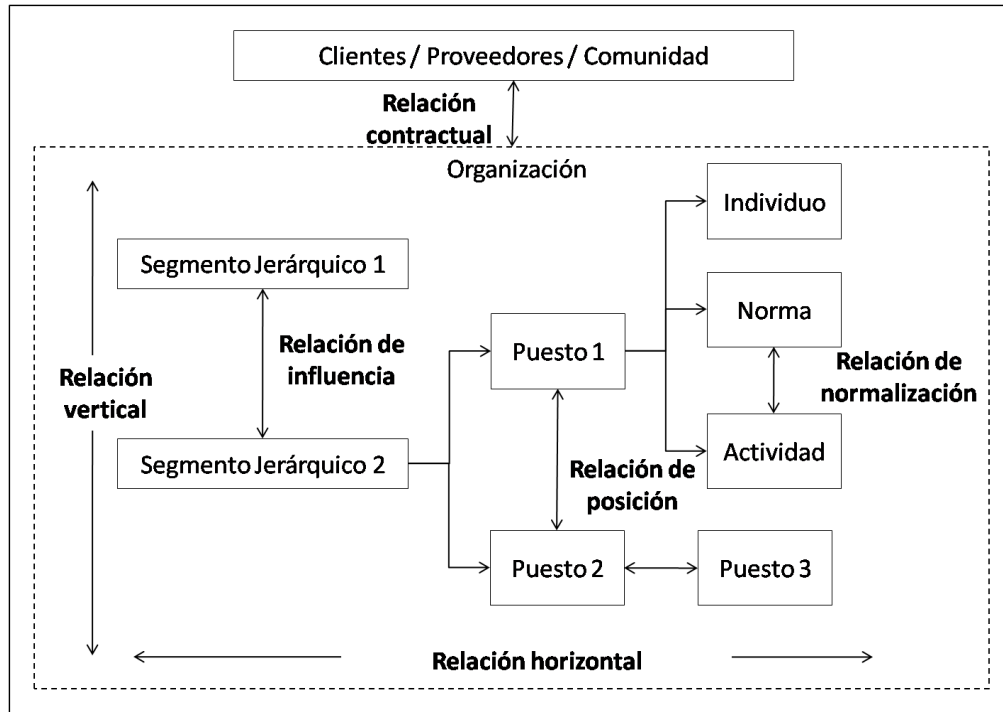 Clientes / Proveedores / Comunidad
Relación
contractual
Organización
Individuo
Segmento Jerárquico 1
Norma
Puesto 1
Relación de
influencia
Relación de
normalización
Relación
vertical
Segmento Jerárquico 2
Actividad
Relación de
posición
Puesto 2
Puesto 3
Relación horizontal